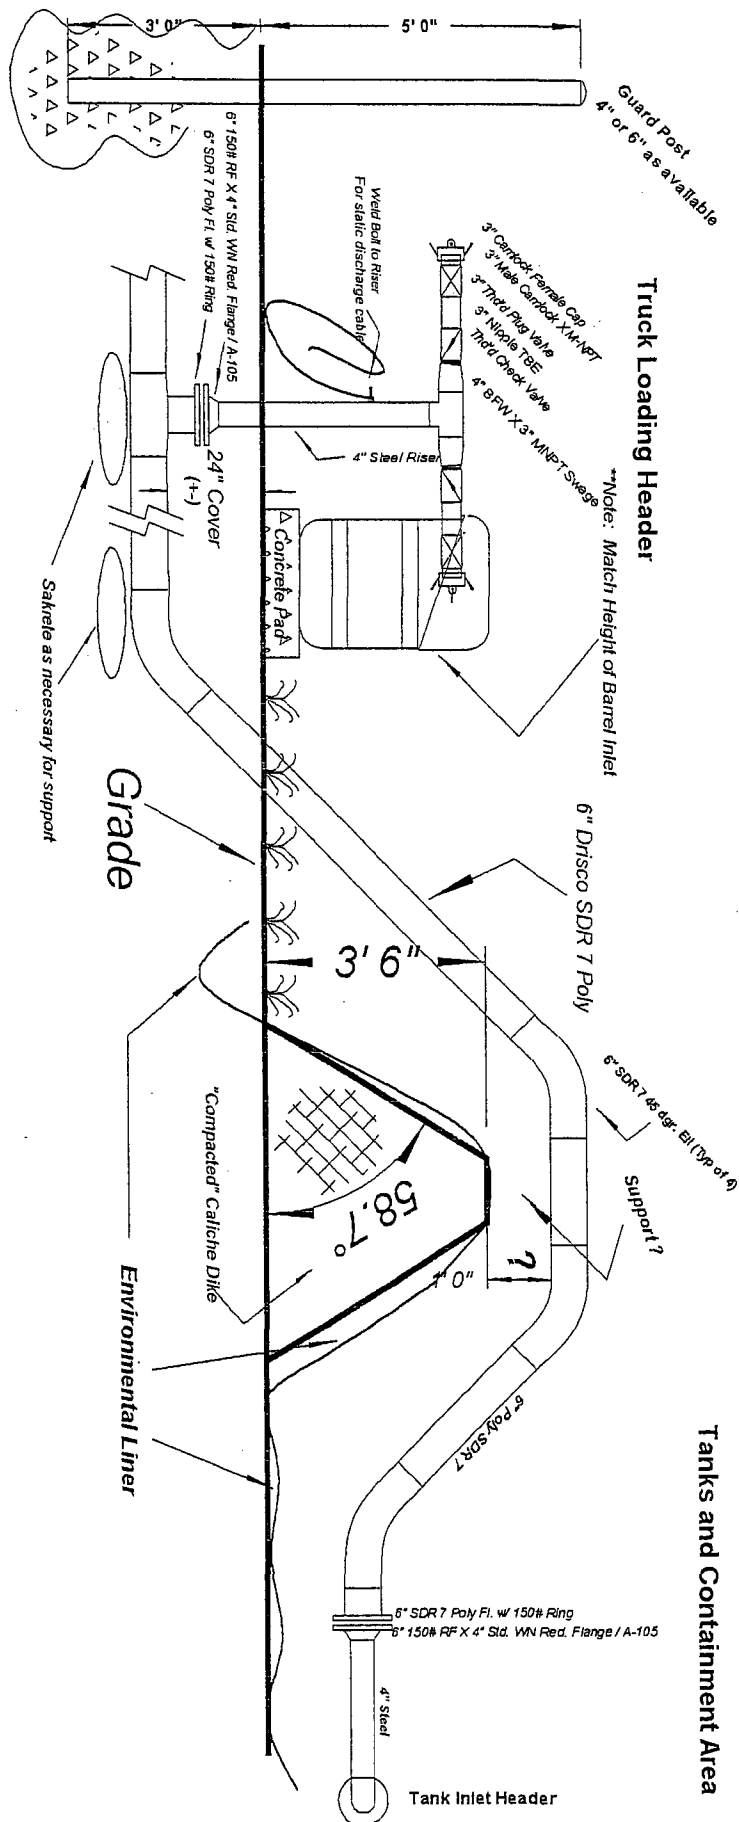 3' 0"
5' 0"
Guard Post
4" or 6" as available
Truck Loading Header
**Note: Match Height of Barrel Inlet
3" Camlock Female Cap
3" Male Camlock X M-NPT
3" Thd'd Plug Valve
3" Nipple TBE
Thd'd Check Valve
4" BFW X 3" MNPT Swage
Weld Bolt to Riser
For static discharge cable
6" 150# RF X 4" Std. WN Red. Flange / A-105
6" SDR 7 Poly Fl. w/ 150# Ring
4" Steel Riser
24" Cover
(+-)
Concrete Pad
Sakrete as necessary for support
Grade
6" Drisco SDR 7 Poly
3' 6"
6" SDR 7 45 dgr. Ell (Typ of 4)
Support ?
?
1' 0"
58.7°
"Compacted" Caliche Dike
Environmental Liner
6" Poly SDR 7
Tanks and Containment Area
6" SDR 7 Poly Fl. w/ 150# Ring
6" 150# RF X 4" Std. WN Red. Flange / A-105
4" Steel
Tank Inlet Header